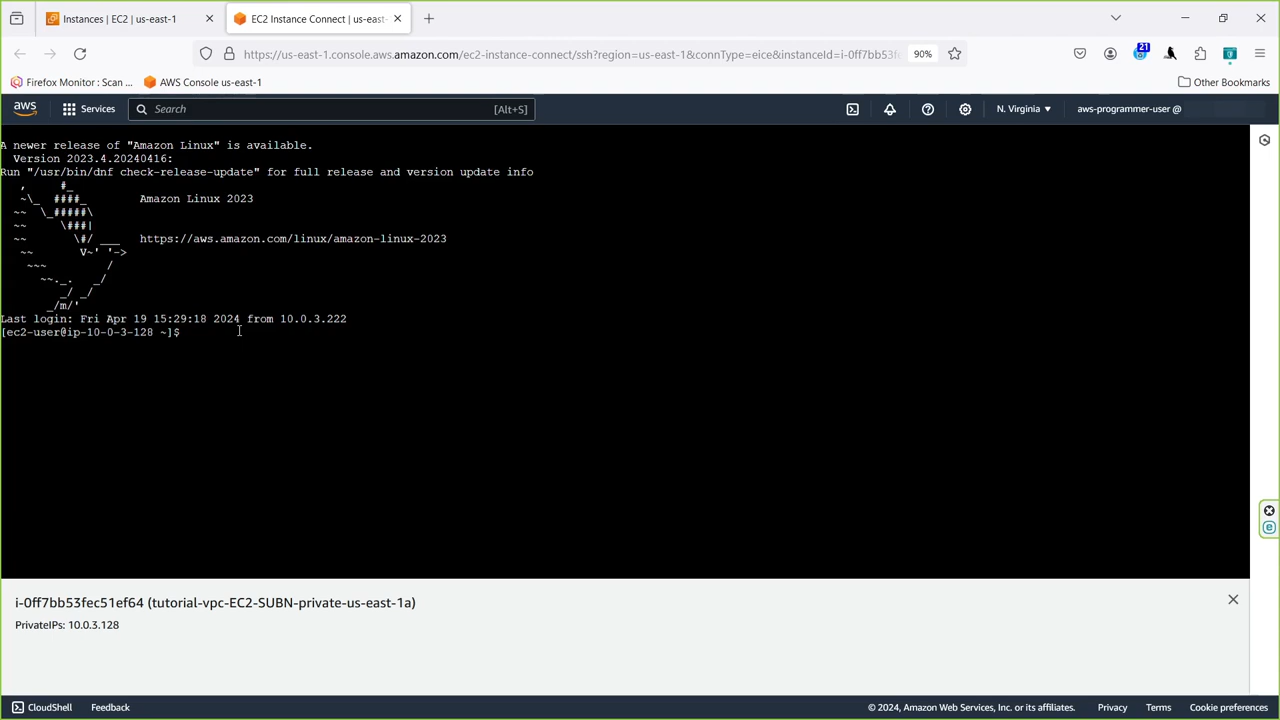 Instances | EC2 | us-east-1
EC2 Instance Connect | us-east-
https://us-east-1.console.aws.amazon.com/ec2-instance-connect/ssh?region=us-east-1&connType=eice&instanceId=i-0ff7bb53f
90%
21
Firefox Monitor : Scan ...
AWS Console us-east-1
Other Bookmarks
aws
Services
Search
[Alt+S]
N. Virginia
aws-programmer-user @
A newer release of "Amazon Linux" is available.
  Version 2023.4.20240416:
Run "/usr/bin/dnf check-release-update" for full release and version update info
   ,     #_
   ~\_  ####_        Amazon Linux 2023
  ~~  \_#####\
  ~~     \###|
  ~~       \#/ ___   https://aws.amazon.com/linux/amazon-linux-2023
   ~~       V~' '->
    ~~~         /
      ~~._.   _/
         _/ _/
       _/m/'
Last login: Fri Apr 19 15:29:18 2024 from 10.0.3.222
[ec2-user@ip-10-0-3-128 ~]$
i-0ff7bb53fec51ef64 (tutorial-vpc-EC2-SUBN-private-us-east-1a)
PrivateIPs: 10.0.3.128
CloudShell
Feedback
© 2024, Amazon Web Services, Inc. or its affiliates.
Privacy
Terms
Cookie preferences